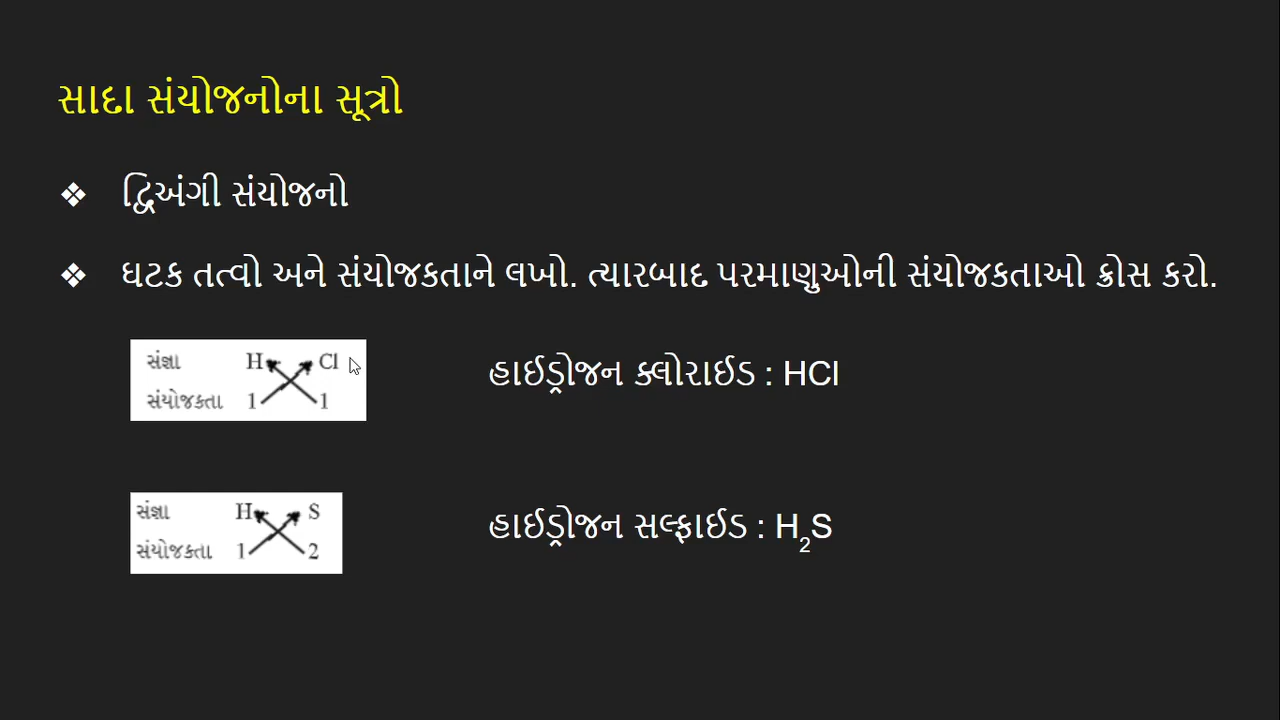 સાદા સંયોજનોના સૂત્રો
❖ દ્વિઅંગી સંયોજનો
❖ ઘટક તત્વો અને સંયોજકતાને લખો. ત્યારબાદ પરમાણુઓની સંયોજકતાઓ ક્રોસ કરો.
સંજ્ઞા H Cl
સંયોજકતા 1 1
હાઈડ્રોજન ક્લોરાઈડ : HCl
સંજ્ઞા H S
સંયોજકતા 1 2
હાઈડ્રોજન સલ્ફાઈડ : H₂S